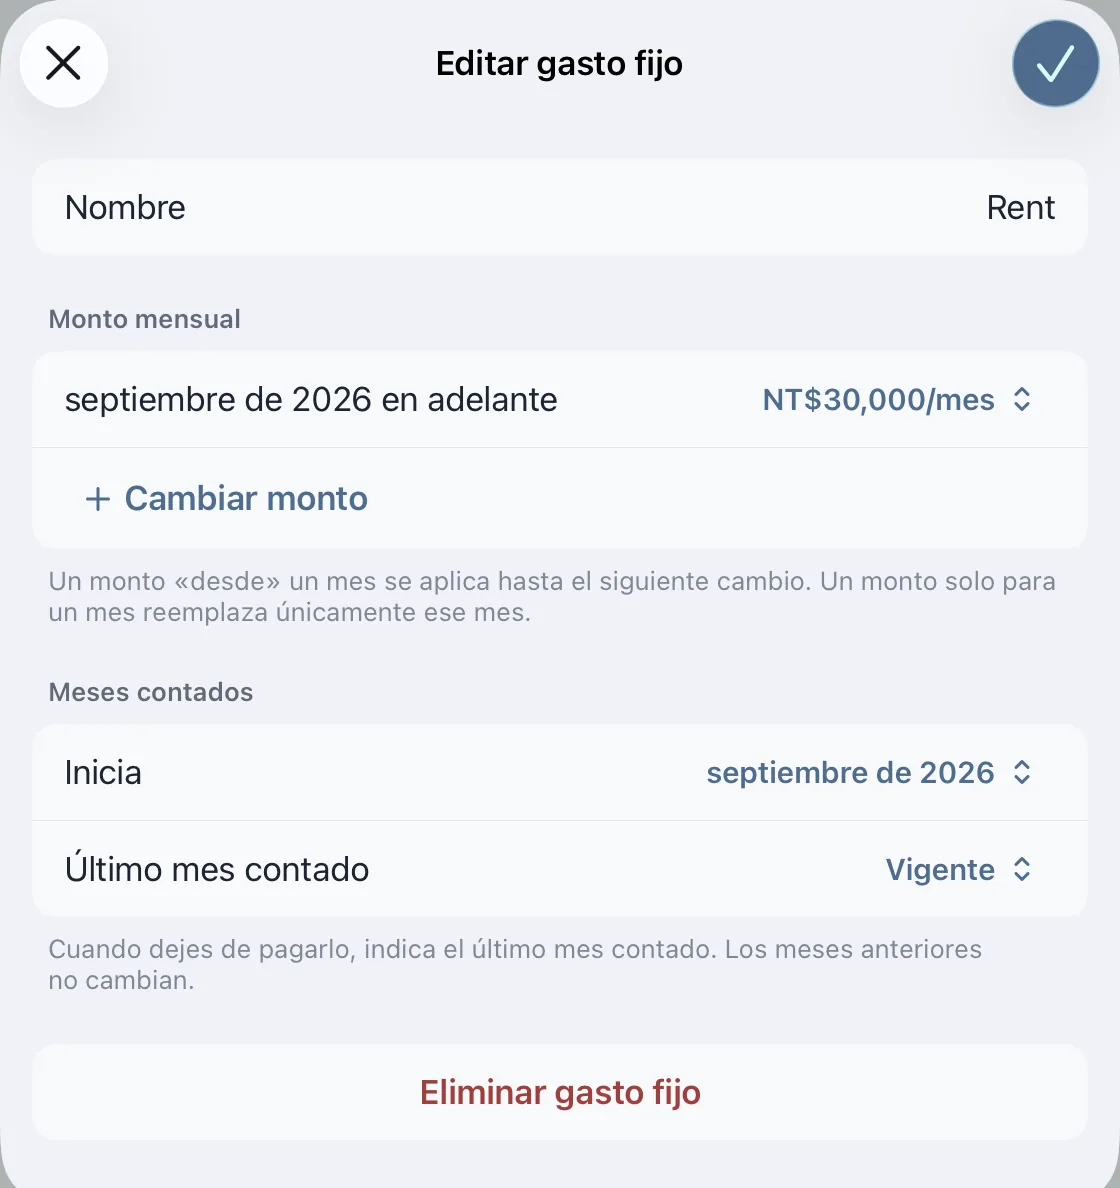 Editar gasto fijo
Nombre Rent
Monto mensual
septiembre de 2026 en adelante NT$30,000/mes
+ Cambiar monto
Un monto «desde» un mes se aplica hasta el siguiente cambio. Un monto solo para
un mes reemplaza únicamente ese mes.
Meses contados
Inicia septiembre de 2026
Último mes contado Vigente
Cuando dejes de pagarlo, indica el último mes contado. Los meses anteriores
no cambian.
Eliminar gasto fijo